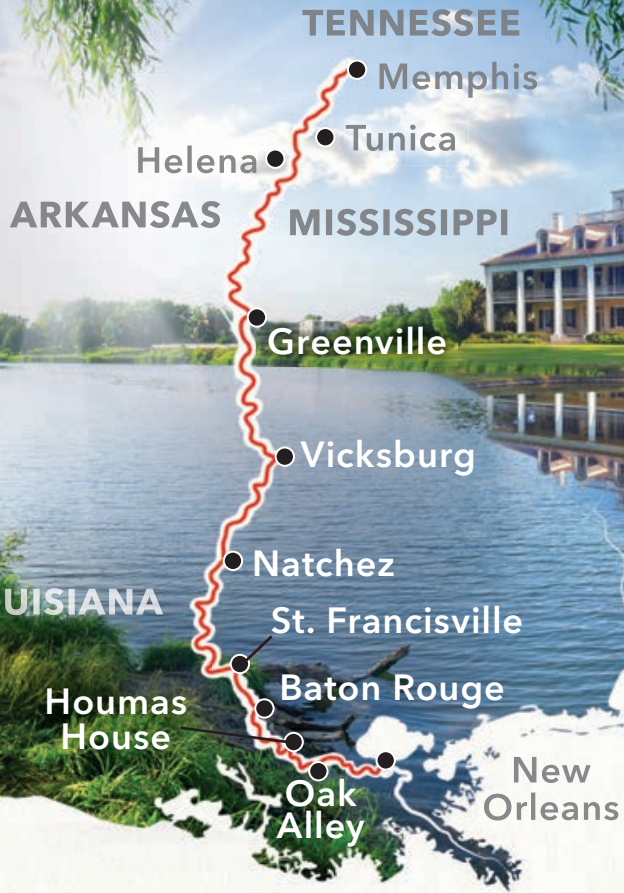 TENNESSEE
Memphis
Tunica
Helena
ARKANSAS
MISSISSIPPI
Greenville
Vicksburg
Natchez
UISIANA
St. Francisville
Baton Rouge
Houmas
House
New
Orleans
Oak
Alley